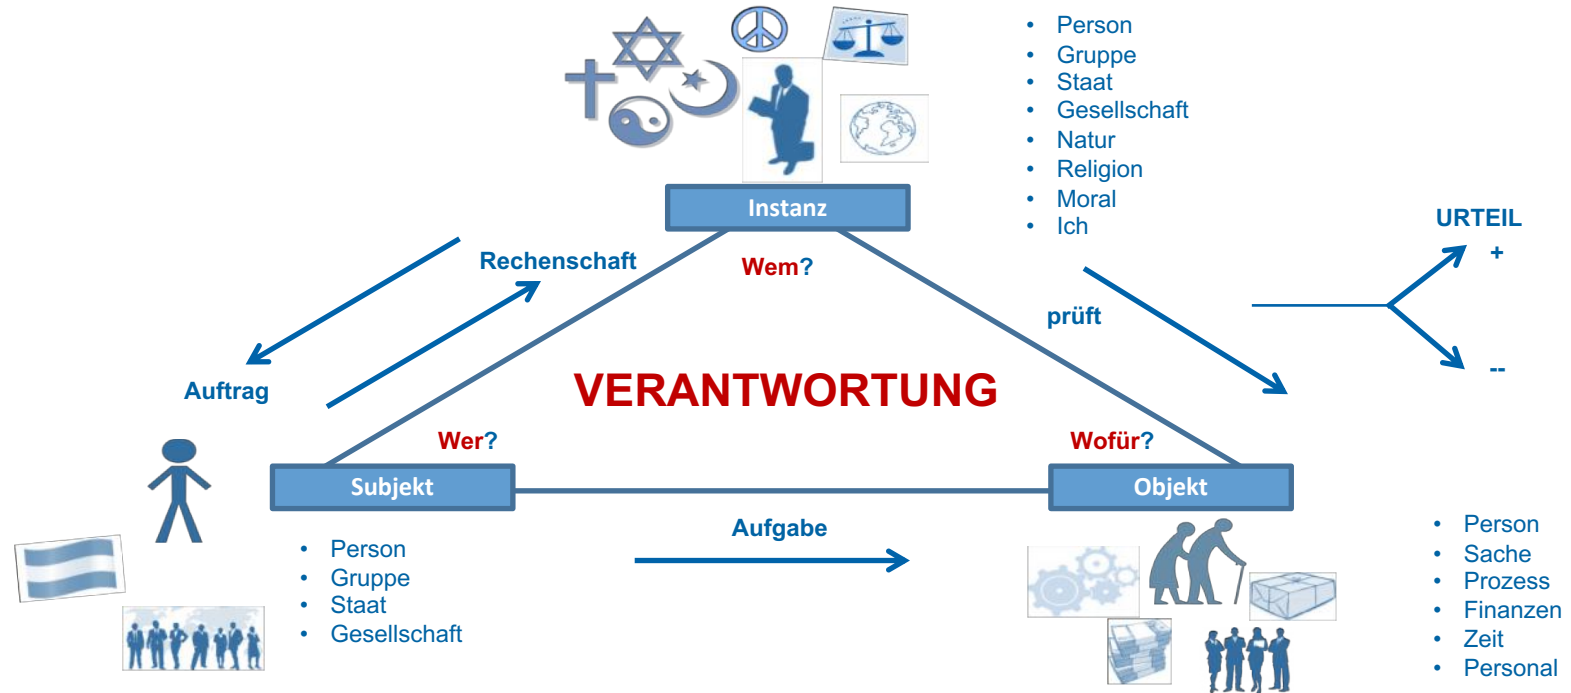 • Person
• Gruppe
• Staat
• Gesellschaft
• Natur
• Religion
• Moral
• Ich
Instanz
URTEIL
+
--
Rechenschaft
Wem?
prüft
Auftrag
VERANTWORTUNG
Wer?
Wofür?
Subjekt
Objekt
Aufgabe
• Person
• Gruppe
• Staat
• Gesellschaft
• Person
• Sache
• Prozess
• Finanzen
• Zeit
• Personal